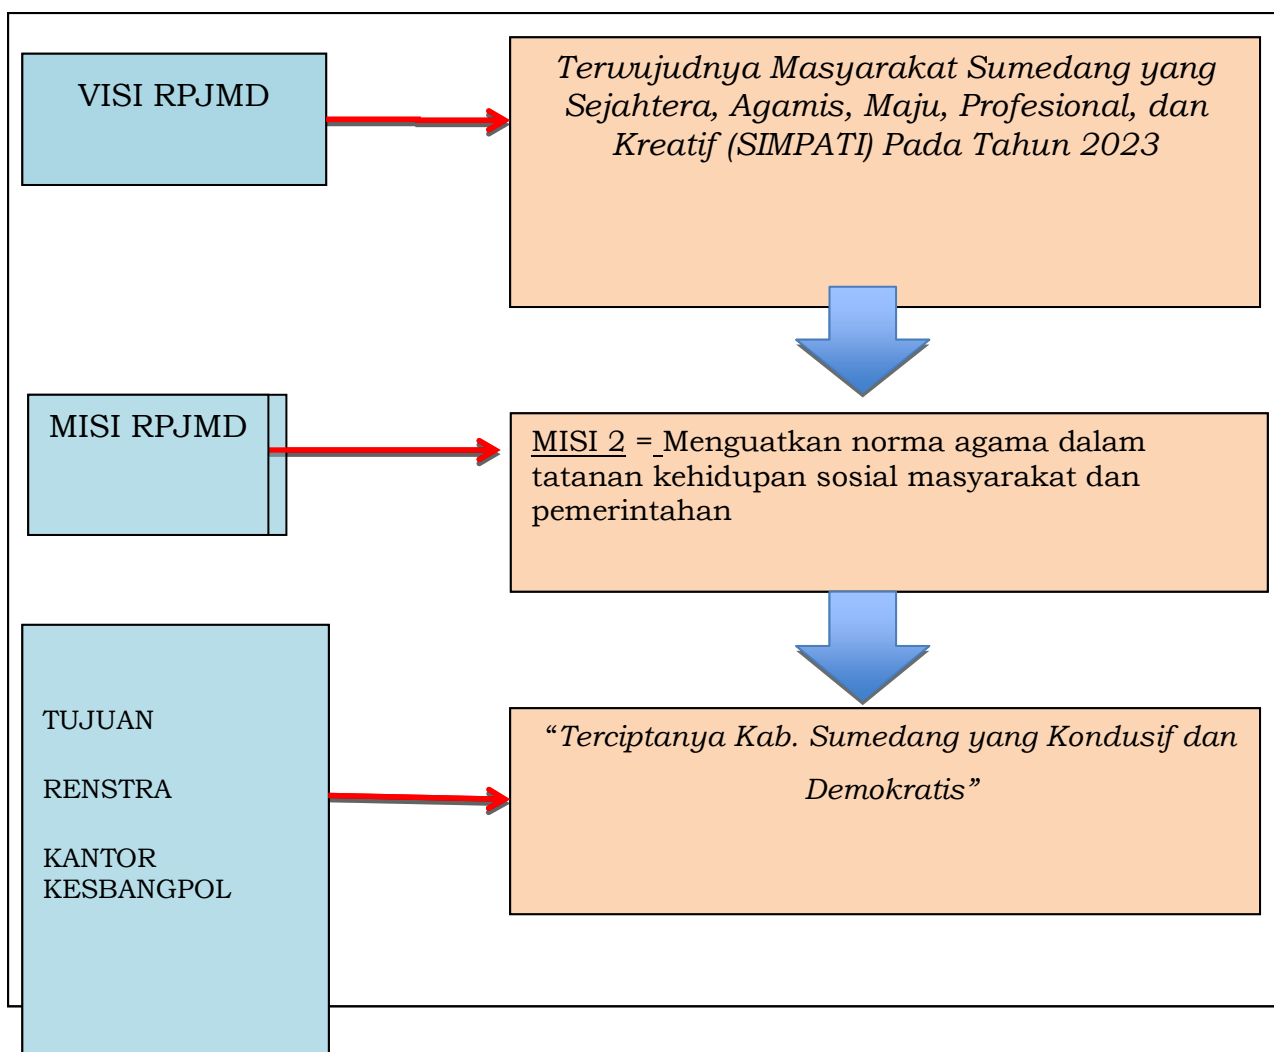 VISI RPJMD
Terwujudnya Masyarakat Sumedang yang
Sejahtera, Agamis, Maju, Profesional, dan
Kreatif (SIMPATI) Pada Tahun 2023
MISI RPJMD
MISI 2 = Menguatkan norma agama dalam
tatanan kehidupan sosial masyarakat dan
pemerintahan
TUJUAN
RENSTRA
KANTOR
KESBANGPOL
“Terciptanya Kab. Sumedang yang Kondusif dan
Demokratis”